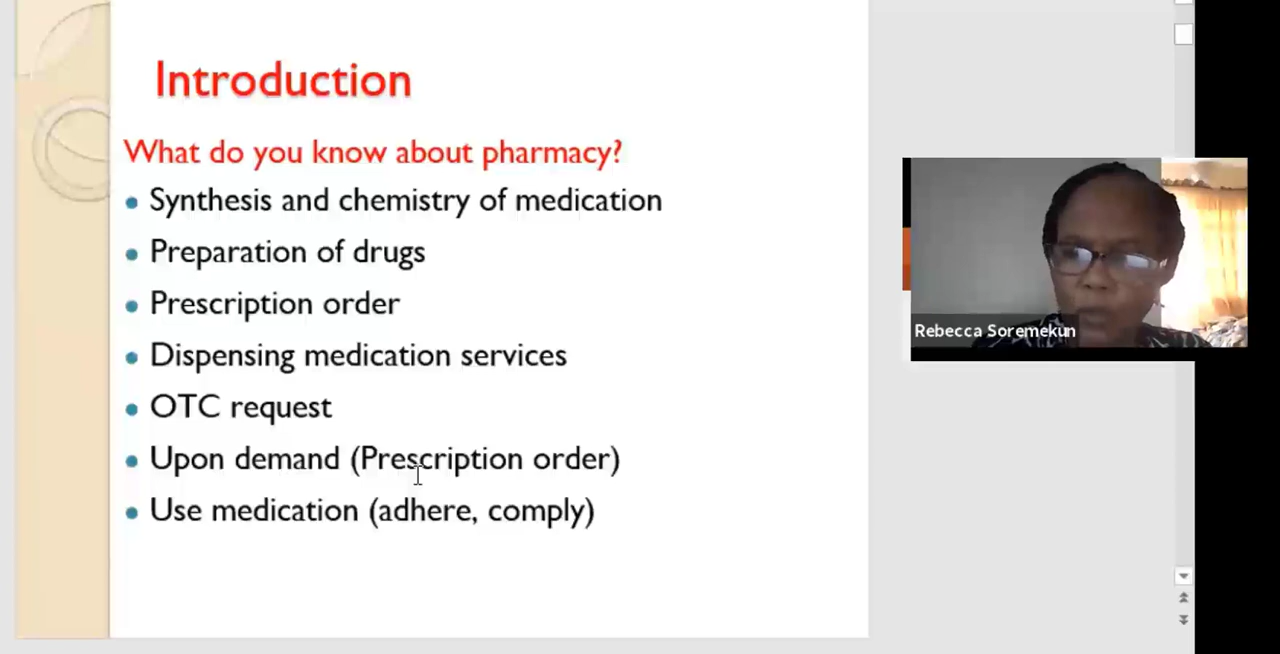 Introduction
What do you know about pharmacy?
Synthesis and chemistry of medication
Preparation of drugs
Prescription order
Dispensing medication services
OTC request
Upon demand (Prescription order)
Use medication (adhere, comply)
Rebecca Soremekun